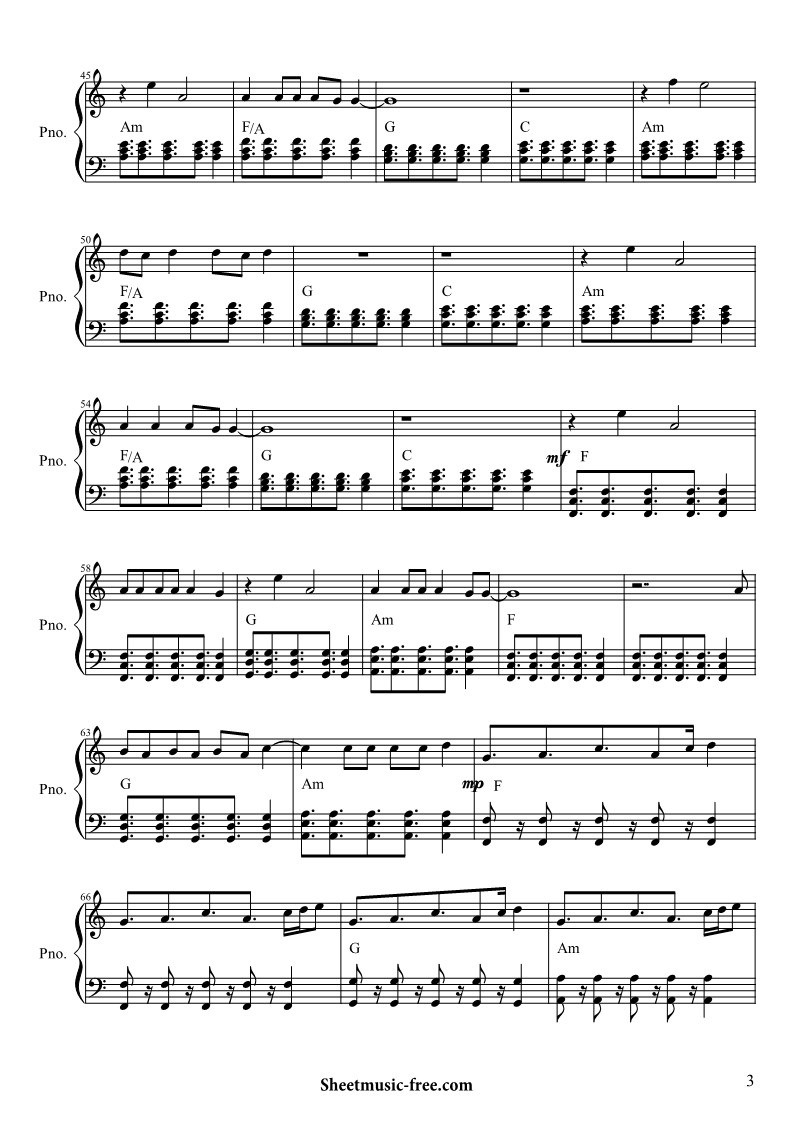 45
Pno.
Am F/A G C Am
50
Pno.
F/A G C Am
54
Pno.
F/A G C mf F
58
Pno.
G Am F
63
Pno.
G Am mp F
66
Pno.
G Am
Sheetmusic-free.com
3